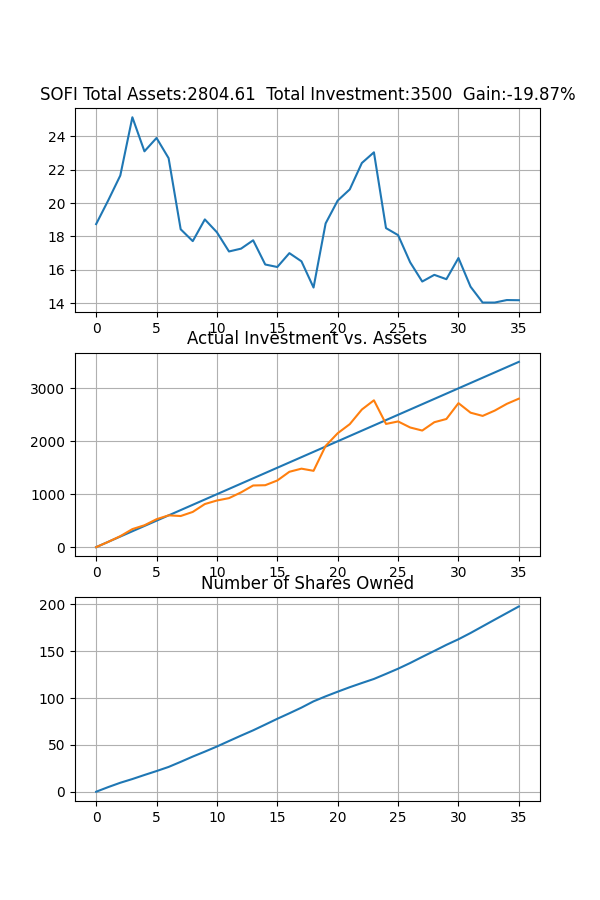 SOFI Total Assets:2804.61  Total Investment:3500  Gain:-19.87%
24
22
20
18
16
14
0 5 10 15 20 25 30 35
Actual Investment vs. Assets
3000
2000
1000
0
0 5 10 15 20 25 30 35
Number of Shares Owned
200
150
100
50
0
0 5 10 15 20 25 30 35